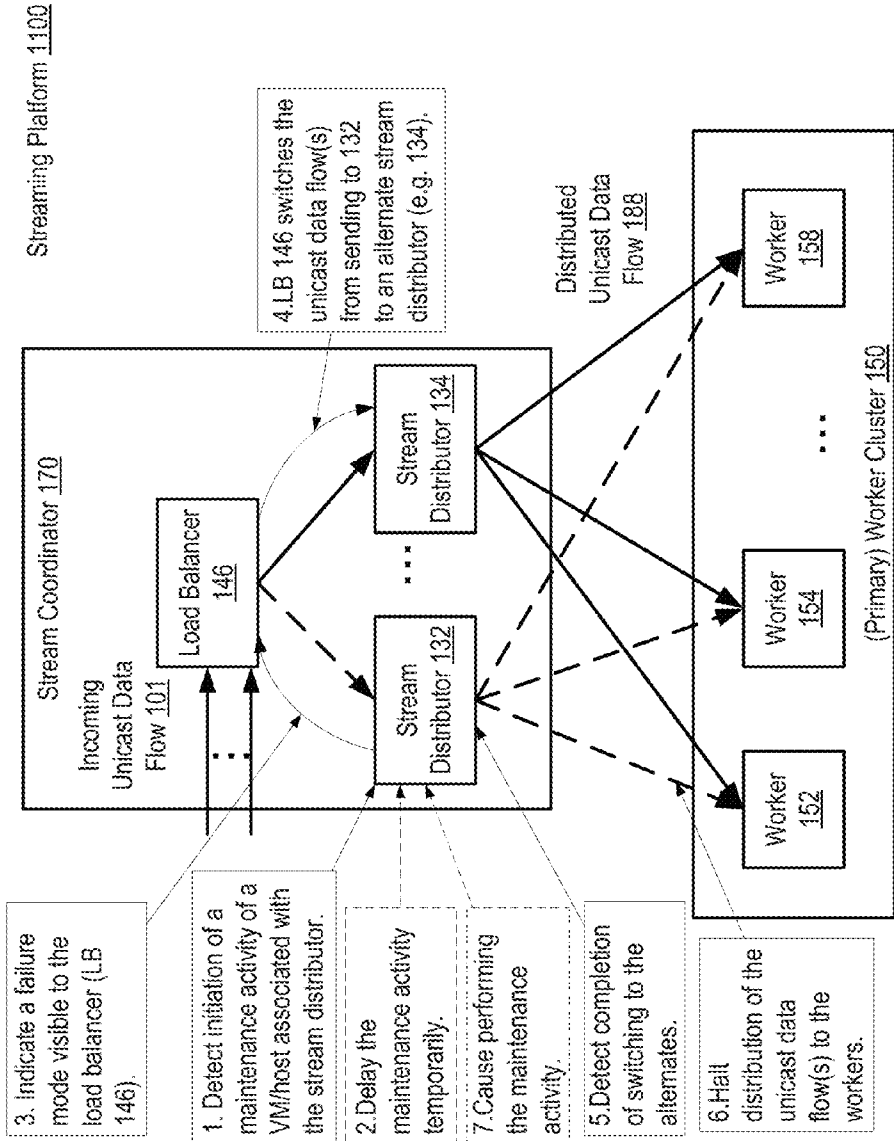 Streaming Platform 1100
Stream Coordinator 170
Incoming
Unicast Data
Flow 101
Load Balancer
146
4.LB 146 switches the
unicast data flow(s)
from sending to 132
to an alternate stream
distributor (e.g. 134).
3. Indicate a failure
mode visible to the
load balancer (LB
146).
1. Detect initiation of a
maintenance activity of a
VM/host associated with
the stream distributor.
2.Delay the
maintenance activity
temporarily.
7.Cause performing
the maintenance
activity.
5.Detect completion
of switching to the
alternates.
6.Halt
distribution of the
unicast data
flow(s) to the
workers.
Stream
Distributor 132
...
Stream
Distributor 134
Distributed
Unicast Data
Flow 188
Worker
152
Worker
154
...
Worker
158
(Primary) Worker Cluster 150